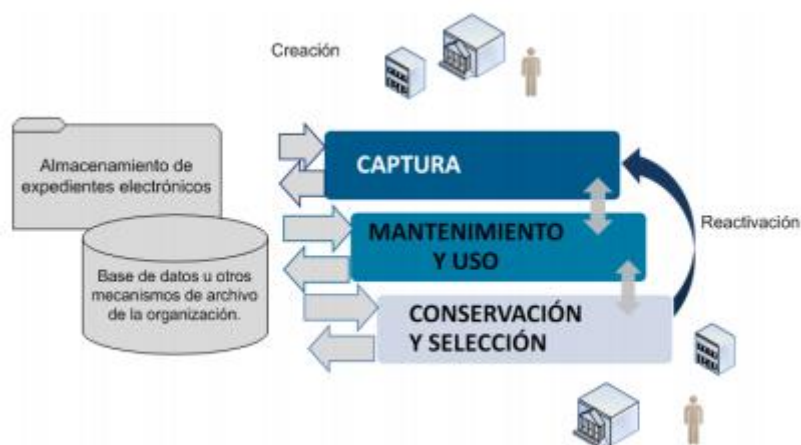 Creación
Almacenamiento de
expedientes electrónicos
CAPTURA
Reactivación
MANTENIMIENTO
Y USO
Base de datos u otros
mecanismos de archivo
de la organización.
CONSERVACIÓN
Y SELECCIÓN